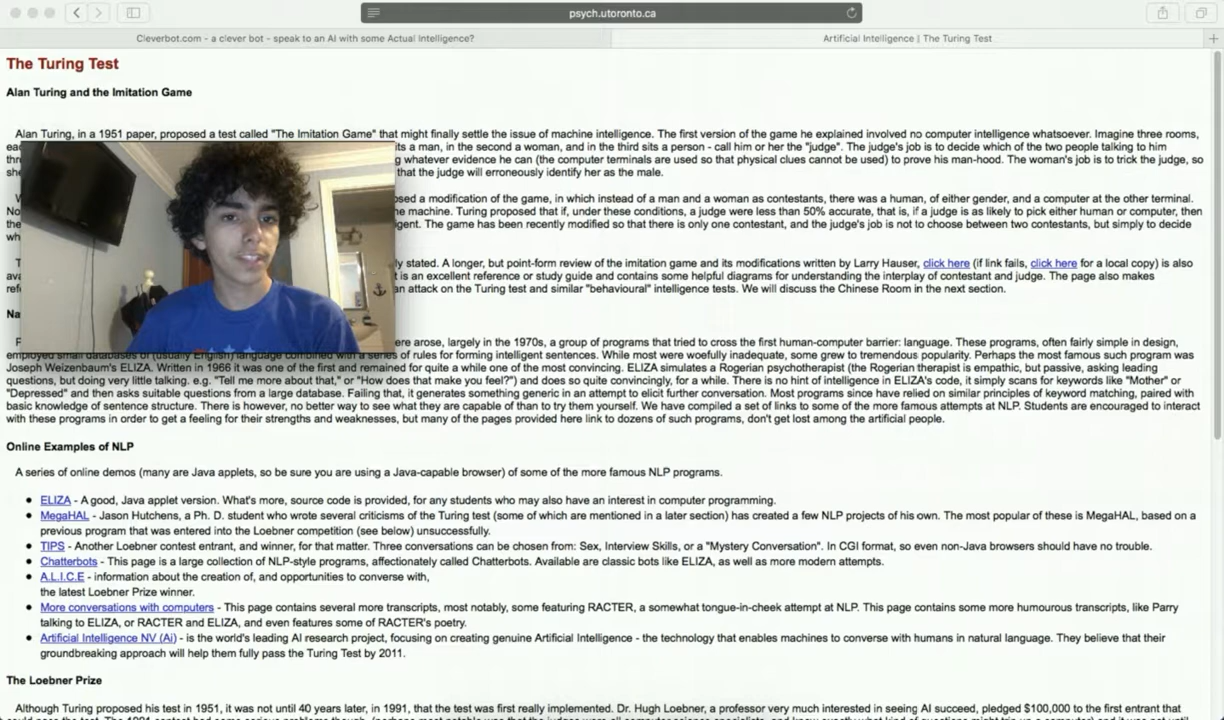 psych.utoronto.ca
Cleverbot.com - a clever bot - speak to an AI with some Actual Intelligence?
Artificial Intelligence | The Turing Test
The Turing Test
Alan Turing and the Imitation Game
Alan Turing, in a 1951 paper, proposed a test called "The Imitation Game" that might finally settle the issue of machine intelligence. The first version of the game he explained involved no computer intelligence whatsoever. Imagine three rooms,
its a man, in the second a woman, and in the third sits a person - call him or her the "judge". The judge's job is to decide which of the two people talking to him
g whatever evidence he can (the computer terminals are used so that physical clues cannot be used) to prove his man-hood. The woman's job is to trick the judge, so
that the judge will erroneously identify her as the male.
sed a modification of the game, in which instead of a man and a woman as contestants, there was a human, of either gender, and a computer at the other terminal.
No
e machine. Turing proposed that if, under these conditions, a judge were less than 50% accurate, that is, if a judge is as likely to pick either human or computer, then
the
gent. The game has been recently modified so that there is only one contestant, and the judge's job is not to choose between two contestants, but simply to decide
wh
ly stated. A longer, but point-form review of the imitation game and its modifications written by Larry Hauser, click here (if link fails, click here for a local copy) is also
ava
is an excellent reference or study guide and contains some helpful diagrams for understanding the interplay of contestant and judge. The page also makes
refe
an attack on the Turing test and similar "behavioural" intelligence tests. We will discuss the Chinese Room in the next section.
Na
ere arose, largely in the 1970s, a group of programs that tried to cross the first human-computer barrier: language. These programs, often fairly simple in design,
employed small databases of (usually English) language combined with a series of rules for forming intelligent sentences. While most were woefully inadequate, some grew to tremendous popularity. Perhaps the most famous such program was
Joseph Weizenbaum's ELIZA. Written in 1966 it was one of the first and remained for quite a while one of the most convincing. ELIZA simulates a Rogerian psychotherapist (the Rogerian therapist is empathic, but passive, asking leading
questions, but doing very little talking. e.g. "Tell me more about that," or "How does that make you feel?") and does so quite convincingly, for a while. There is no hint of intelligence in ELIZA's code, it simply scans for keywords like "Mother" or
"Depressed" and then asks suitable questions from a large database. Failing that, it generates something generic in an attempt to elicit further conversation. Most programs since have relied on similar principles of keyword matching, paired with
basic knowledge of sentence structure. There is however, no better way to see what they are capable of than to try them yourself. We have compiled a set of links to some of the more famous attempts at NLP. Students are encouraged to interact
with these programs in order to get a feeling for their strengths and weaknesses, but many of the pages provided here link to dozens of such programs, don't get lost among the artificial people.
Online Examples of NLP
A series of online demos (many are Java applets, so be sure you are using a Java-capable browser) of some of the more famous NLP programs.
ELIZA - A good, Java applet version. What's more, source code is provided, for any students who may also have an interest in computer programming.
MegaHAL - Jason Hutchens, a Ph. D. student who wrote several criticisms of the Turing test (some of which are mentioned in a later section) has created a few NLP projects of his own. The most popular of these is MegaHAL, based on a
previous program that was entered into the Loebner competition (see below) unsuccessfully.
TIPS - Another Loebner contest entrant, and winner, for that matter. Three conversations can be chosen from: Sex, Interview Skills, or a "Mystery Conversation". In CGI format, so even non-Java browsers should have no trouble.
Chatterbots - This page is a large collection of NLP-style programs, affectionately called Chatterbots. Available are classic bots like ELIZA, as well as more modern attempts.
A.L.I.C.E - information about the creation of, and opportunities to converse with,
the latest Loebner Prize winner.
More conversations with computers - This page contains several more transcripts, most notably, some featuring RACTER, a somewhat tongue-in-cheek attempt at NLP. This page contains some more humourous transcripts, like Parry
talking to ELIZA, or RACTER and ELIZA, and even features some of RACTER's poetry.
Artificial Intelligence NV (Ai) - is the world's leading AI research project, focusing on creating genuine Artificial Intelligence - the technology that enables machines to converse with humans in natural language. They believe that their
groundbreaking approach will help them fully pass the Turing Test by 2011.
The Loebner Prize
Although Turing proposed his test in 1951, it was not until 40 years later, in 1991, that the test was first really implemented. Dr. Hugh Loebner, a professor very much interested in seeing AI succeed, pledged $100,000 to the first entrant that